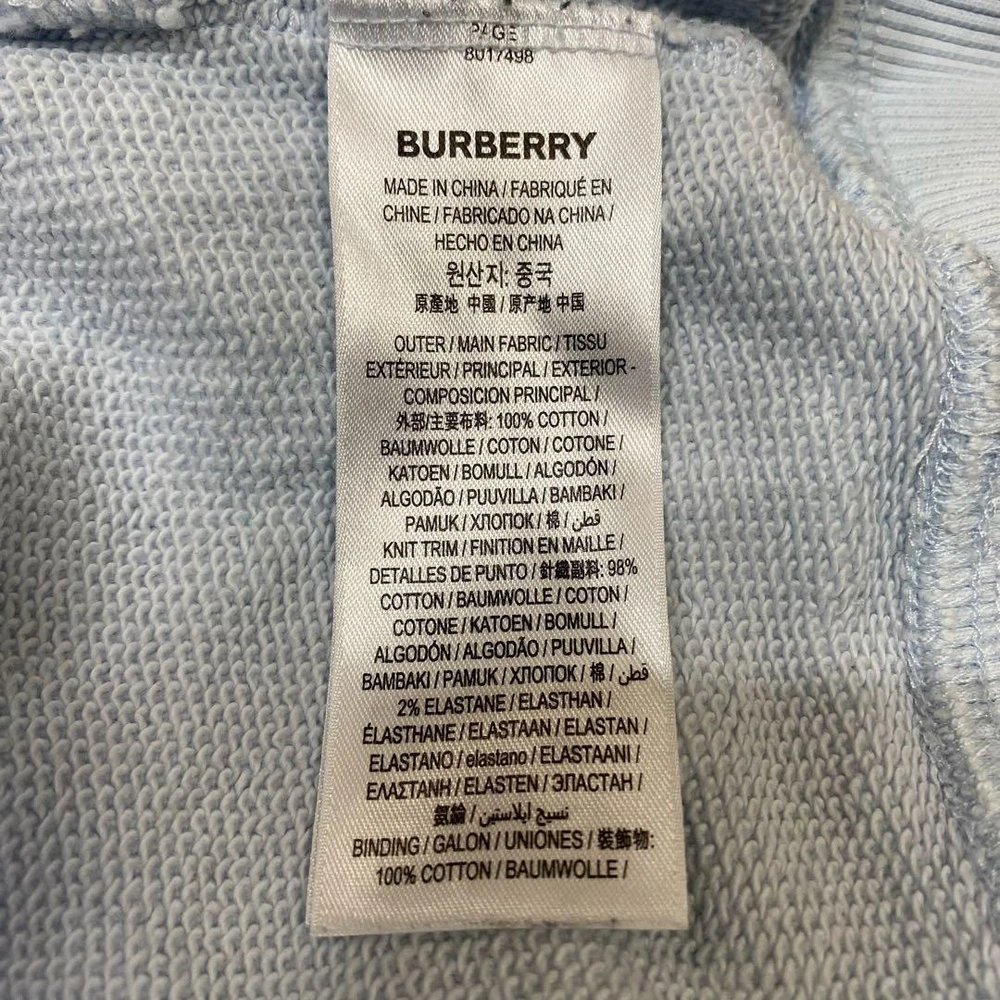 PAGE 1
8017498
BURBERRY
MADE IN CHINA / FABRIQUÉ EN
CHINE / FABRICADO NA CHINA /
HECHO EN CHINA
원산지: 중국
原產地 中國 / 原产地 中国
OUTER / MAIN FABRIC / TISSU
EXTÉRIEUR / PRINCIPAL / EXTERIOR -
COMPOSICION PRINCIPAL /
外部/主要布料: 100% COTTON /
BAUMWOLLE / COTON / COTONE /
KATOEN / BOMULL / ALGODÓN /
ALGODÃO / PUUVILLA / BAMBAKI /
PAMUK / ХЛОПОК / 棉 / قطن
KNIT TRIM / FINITION EN MAILLE /
DETALLES DE PUNTO / 針織副料: 98%
COTTON / BAUMWOLLE / COTON /
COTONE / KATOEN / BOMULL /
ALGODÓN / ALGODÃO / PUUVILLA /
BAMBAKI / PAMUK / ХЛОПОК / 棉 / قطن
2% ELASTANE / ELASTHAN /
ÉLASTHANE / ELASTAAN / ELASTAN /
ELASTANO / elastano / ELASTAANI /
ΕΛΑΣΤΑΝΗ / ELASTEN / ЭЛАСТАН /
氨綸 / نسيج ايلاستين
BINDING / GALON / UNIONES / 裝飾物:
100% COTTON / BAUMWOLLE /